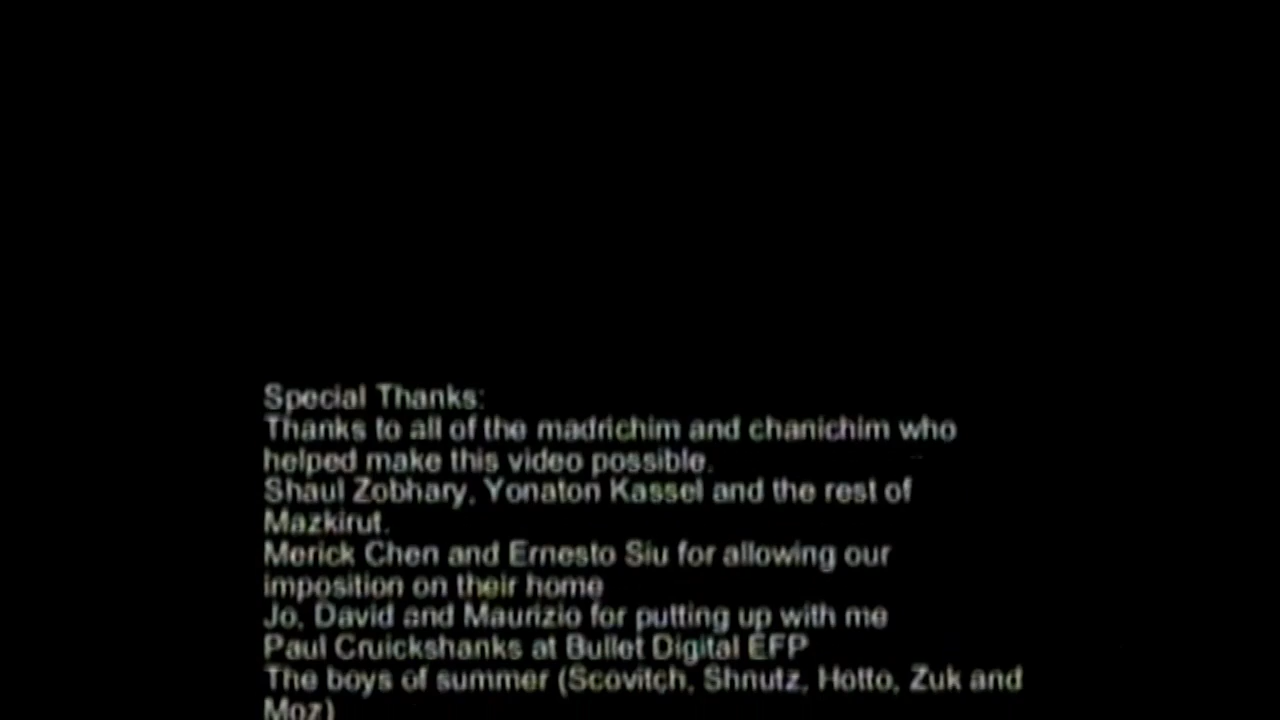 Special Thanks:
Thanks to all of the madrichim and chanichim who
helped make this video possible.
Shaul Zobhary, Yonaton Kassel and the rest of
Mazkirut.
Merick Chen and Ernesto Siu for allowing our
imposition on their home
Jo, David and Maurizio for putting up with me
Paul Cruickshanks at Bullet Digital EFP
The boys of summer (Scovitch, Shnutz, Hotto, Zuk and
Moz)